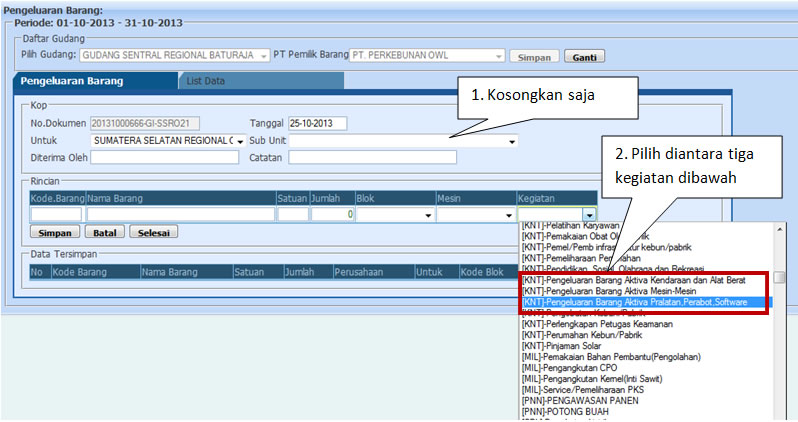 Pengeluaran Barang:
Periode: 01-10-2013 - 31-10-2013
Daftar Gudang
Pilih Gudang: GUDANG SENTRAL REGIONAL BATURAJA PT Pemilik Barang PT. PERKEBUNAN OWL Simpan Ganti
Pengeluaran Barang List Data
1. Kosongkan saja
Kop
No.Dokumen 20131000666-GI-SSRO21 Tanggal 25-10-2013
Untuk SUMATERA SELATAN REGIONAL Sub Unit
Diterima Oleh Catatan
2. Pilih diantara tiga
kegiatan dibawah
Rincian
Kode.Barang Nama Barang Satuan Jumlah Blok Mesin Kegiatan
0
Simpan Batal Selesai
Data Tersimpan
No Kode Barang Nama Barang Satuan Jumlah Perusahaan Untuk Kode Blok
[KNT]-Pelatihan Karyawan
[KNT]-Pemakaian Obat
[KNT]-Pemel/Pemb kebun/pabrik
[KNT]-Pemeliharaan
[KNT]-Pendidikan, Sosial, Olahraga dan Rekreasi
[KNT]-Pengeluaran Barang Aktiva Kendaraan dan Alat Berat
[KNT]-Pengeluaran Barang Aktiva Mesin-Mesin
[KNT]-Pengeluaran Barang Aktiva Pralatan,Perabot,Software
[KNT]-Pengobatan Kebun/Pabrik
[KNT]-Perlengkapan Petugas Keamanan
[KNT]-Perumahan Kebun/Pabrik
[KNT]-Pinjaman Solar
[MIL]-Pemakaian Bahan Pembantu(Pengolahan)
[MIL]-Pengangkutan CPO
[MIL]-Pengangkutan Kernel(Inti Sawit)
[MIL]-Service/Pemeliharaan PKS
[PNN]-PENGAWASAN PANEN
[PNN]-POTONG BUAH